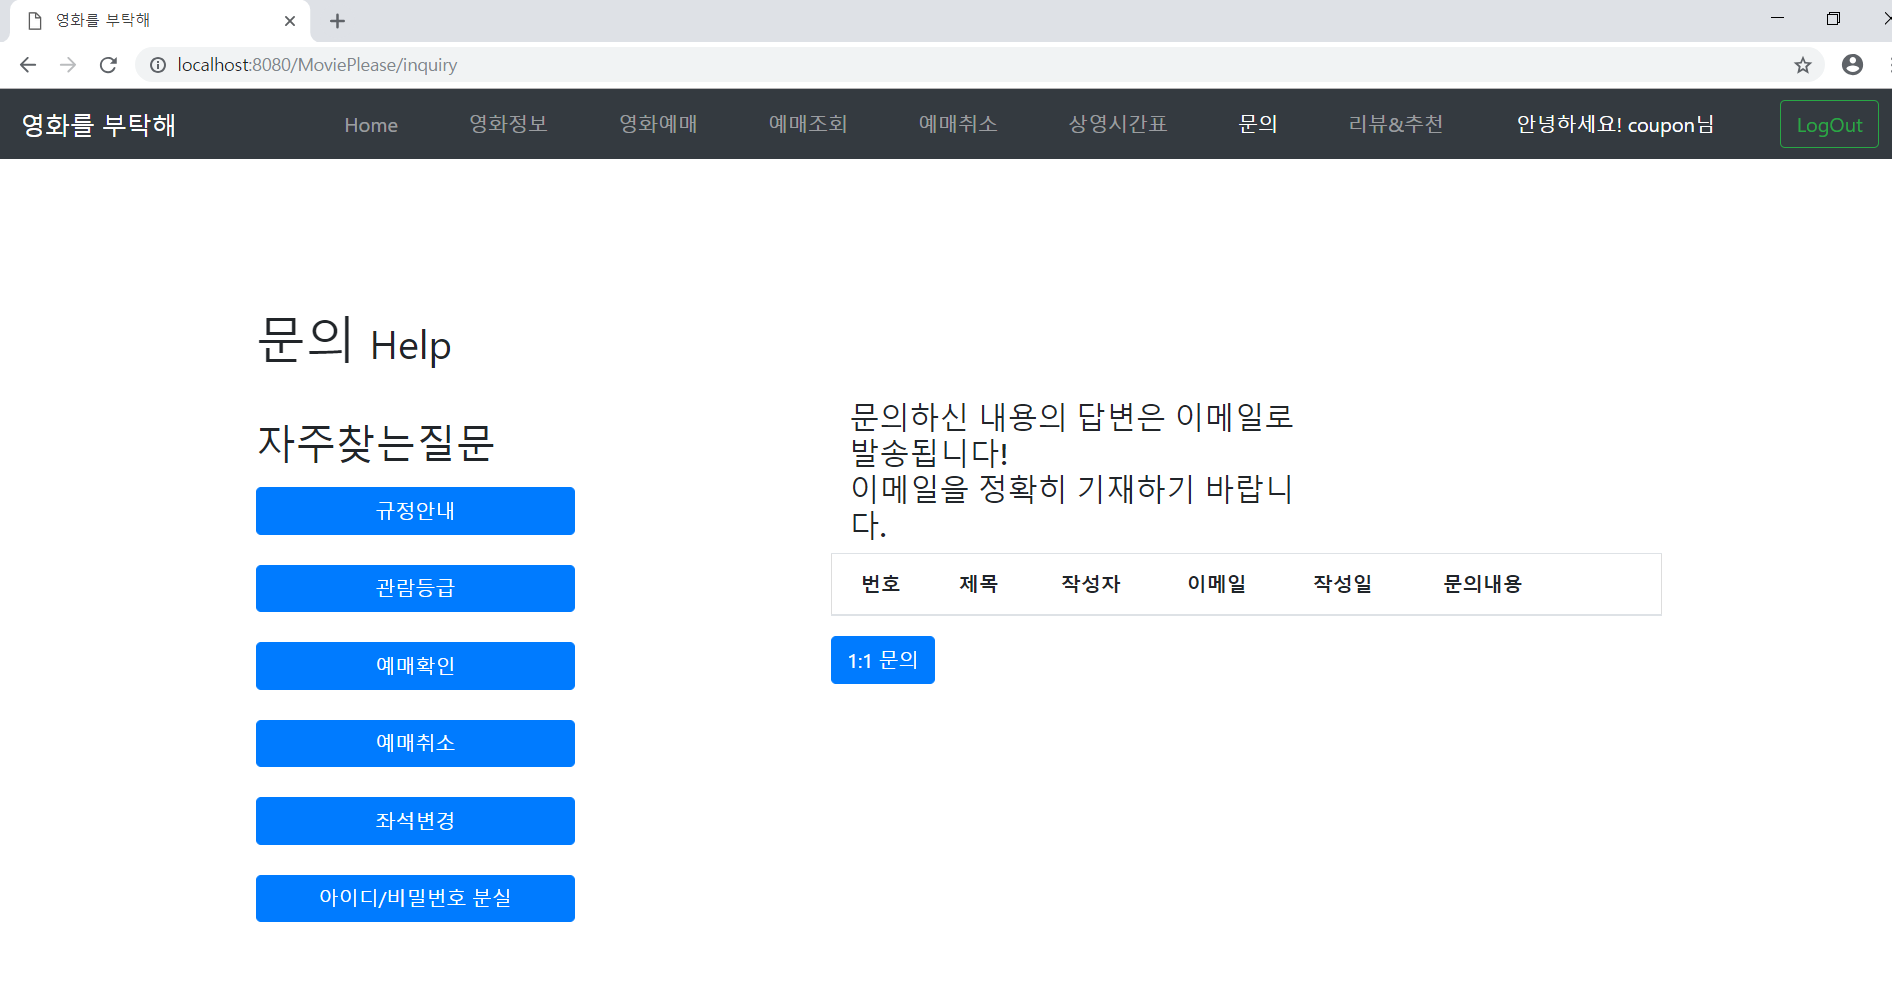 영화를 부탁해
localhost:8080/MoviePlease/inquiry
영화를 부탁해 Home 영화정보 영화예매 예매조회 예매취소 상영시간표 문의 리뷰&추천 안녕하세요! coupon님 LogOut
문의 Help
자주찾는질문
규정안내
관람등급
예매확인
예매취소
좌석변경
아이디/비밀번호 분실
문의하신 내용의 답변은 이메일로
발송됩니다!
이메일을 정확히 기재하기 바랍니
다.
번호 제목 작성자 이메일 작성일 문의내용
1:1 문의